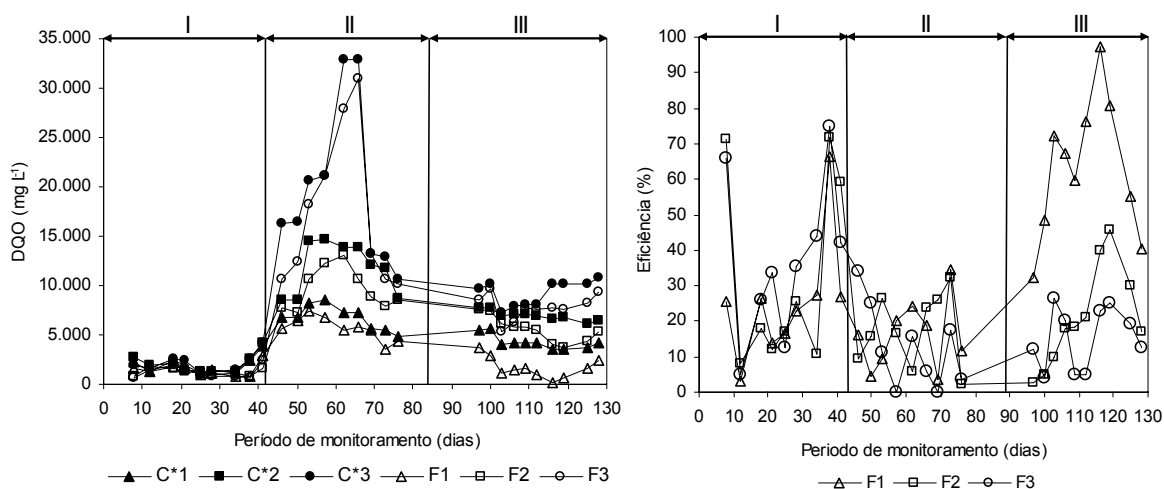 I II III
35.000
30.000
25.000
20.000
15.000
10.000
5.000
0
DQO (mg L⁻¹)
0 10 20 30 40 50 60 70 80 90 100 110 120 130
Período de monitoramento (dias)
C*1 C*2 C*3 F1 F2 F3
I II III
100
90
80
70
60
50
40
30
20
10
0
Eficiência (%)
0 10 20 30 40 50 60 70 80 90 100 110 120 130
Periodo de monitoramento (dias)
F1 F2 F3